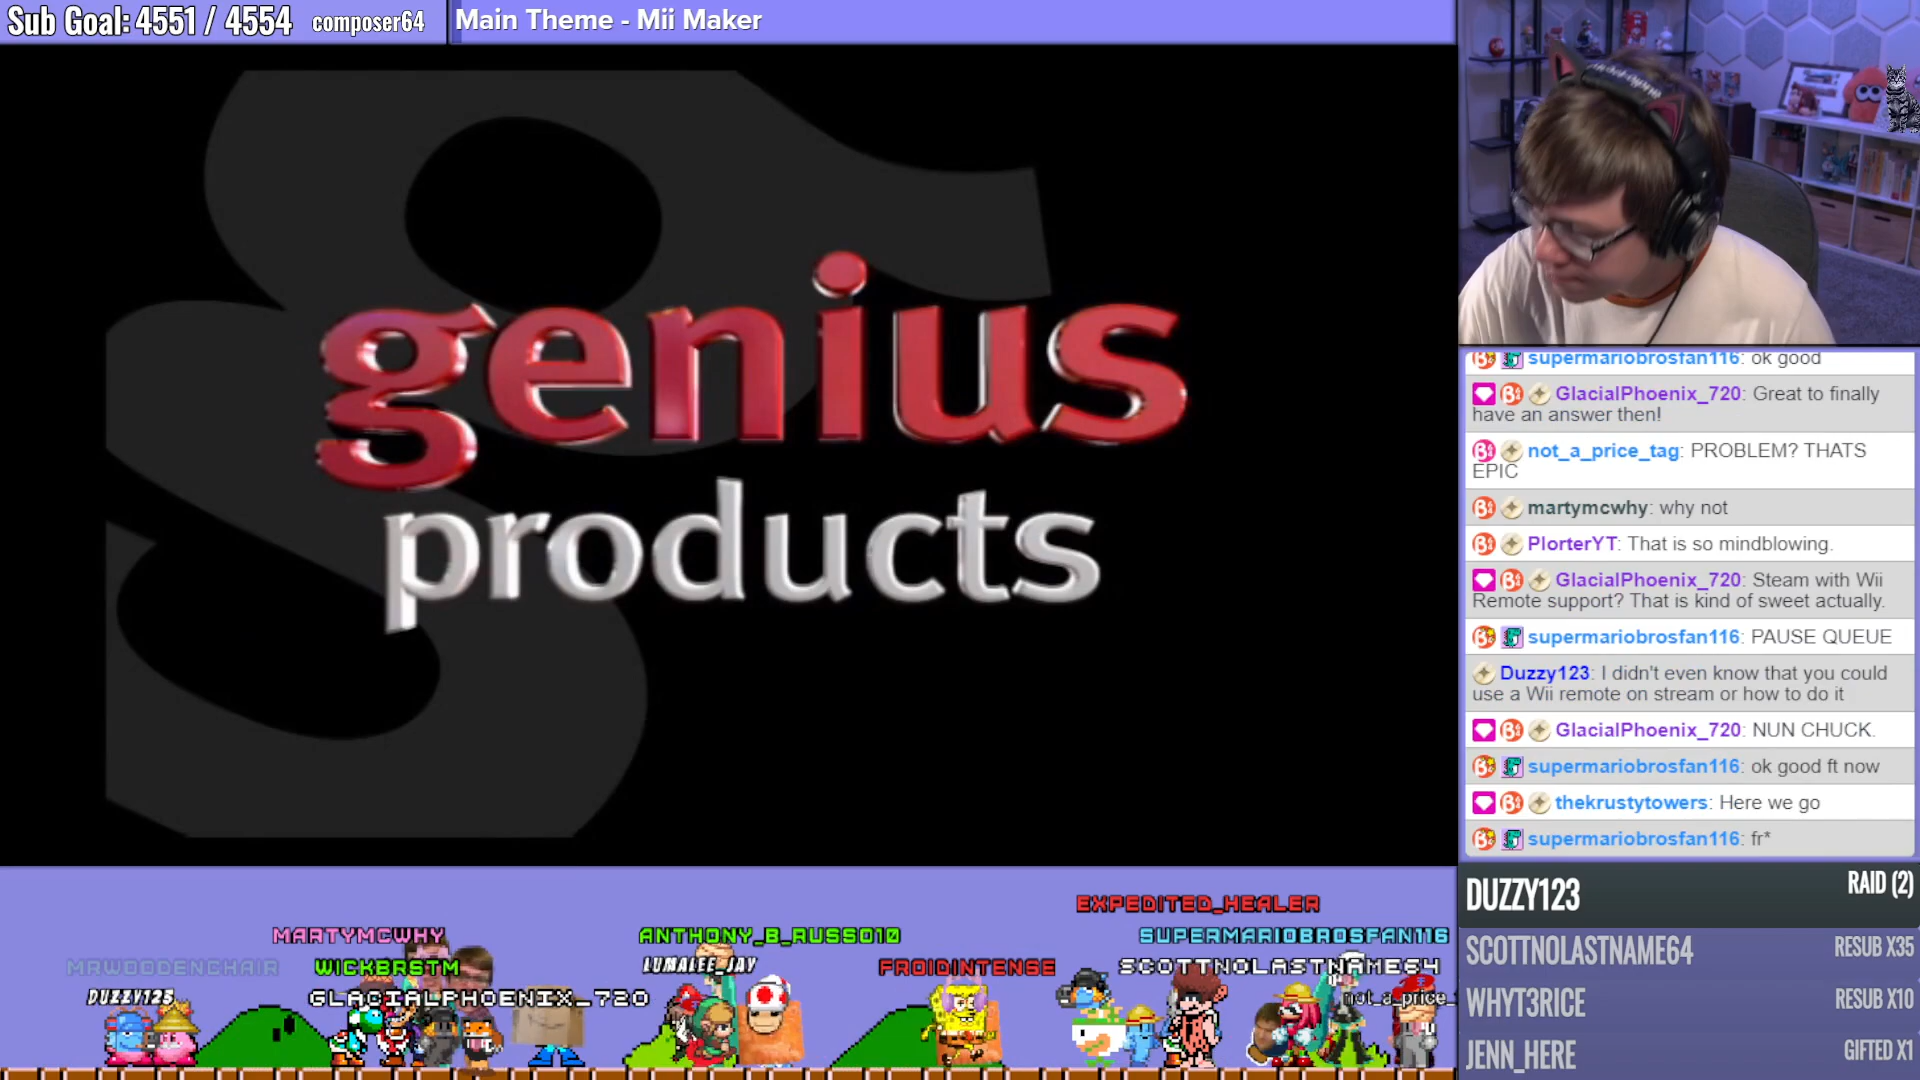 Sub Goal: 4551 / 4554 composer64
Main Theme - Mii Maker
genius
products
supermariobrosfan116: ok good
GlacialPhoenix_720: Great to finally
have an answer then!
not_a_price_tag: PROBLEM? THATS
EPIC
martymcwhy: why not
PlorterYT: That is so mindblowing.
GlacialPhoenix_720: Steam with Wii
Remote support? That is kind of sweet actually.
supermariobrosfan116: PAUSE QUEUE
Duzzy123: I didn't even know that you could
use a Wii remote on stream or how to do it
GlacialPhoenix_720: NUN CHUCK.
supermariobrosfan116: ok good ft now
thekrustytowers: Here we go
supermariobrosfan116: fr*
DUZZY123 RAID (2)
SCOTTNOLASTNAME64 RESUB X35
WHYT3RICE RESUB X10
JENN_HERE GIFTED X1
EXPEDITED_HEALER
MARTYMCWHY
ANTHONY_B_RUSSO10
SUPERMARIOBROSFAN116
MRWOODENCHAIR
WICKBRSTM
LUMALEE_JAY
FROIDINTENSE
SCOTTNOLASTNAME64
DUZZY123
GLACIALPHOENIX_720
not_a_price_